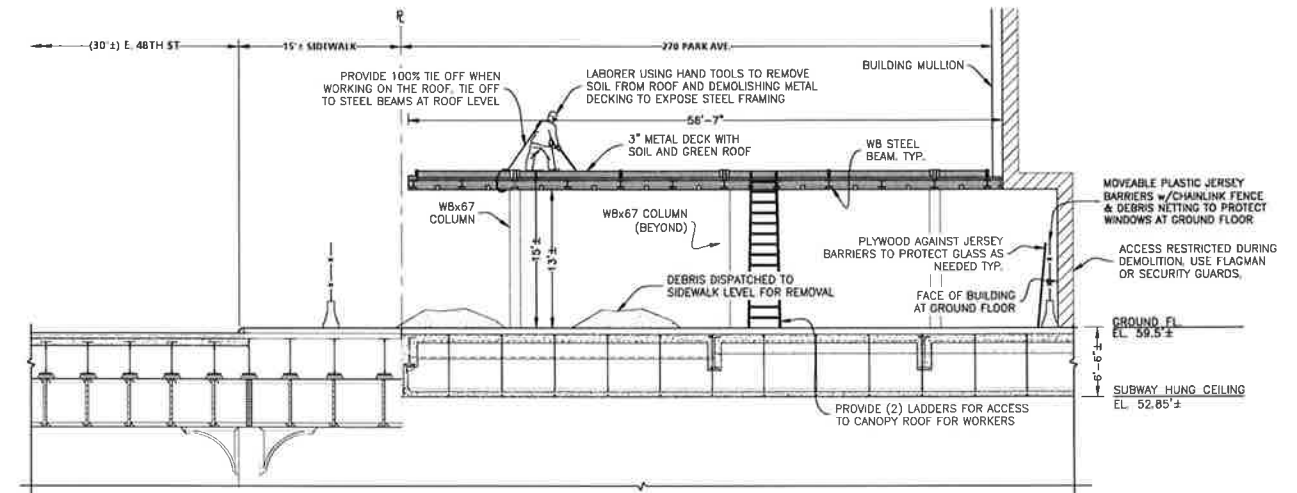 PL
(30'±) E. 48TH ST
15'± SIDEWALK
270 PARK AVE.
PROVIDE 100% TIE OFF WHEN
WORKING ON THE ROOF. TIE OFF
TO STEEL BEAMS AT ROOF LEVEL
LABORER USING HAND TOOLS TO REMOVE
SOIL FROM ROOF AND DEMOLISHING METAL
DECKING TO EXPOSE STEEL FRAMING
BUILDING MULLION
3" METAL DECK WITH
SOIL AND GREEN ROOF
W8 STEEL
BEAM. TYP.
W8x67
COLUMN
W8x67 COLUMN
(BEYOND)
15'±
13'±
MOVEABLE PLASTIC JERSEY
BARRIERS w/CHAINLINK FENCE
& DEBRIS NETTING TO PROTECT
WINDOWS AT GROUND FLOOR
PLYWOOD AGAINST JERSEY
BARRIERS TO PROTECT GLASS AS
NEEDED TYP.
ACCESS RESTRICTED DURING
DEMOLITION, USE FLAGMAN
OR SECURITY GUARDS.
DEBRIS DISPATCHED TO
SIDEWALK LEVEL FOR REMOVAL
FACE OF BUILDING
AT GROUND FLOOR
GROUND FL.
EL. 59.5'±
6'-6"±
SUBWAY HUNG CEILING
EL. 52.85'±
PROVIDE (2) LADDERS FOR ACCESS
TO CANOPY ROOF FOR WORKERS